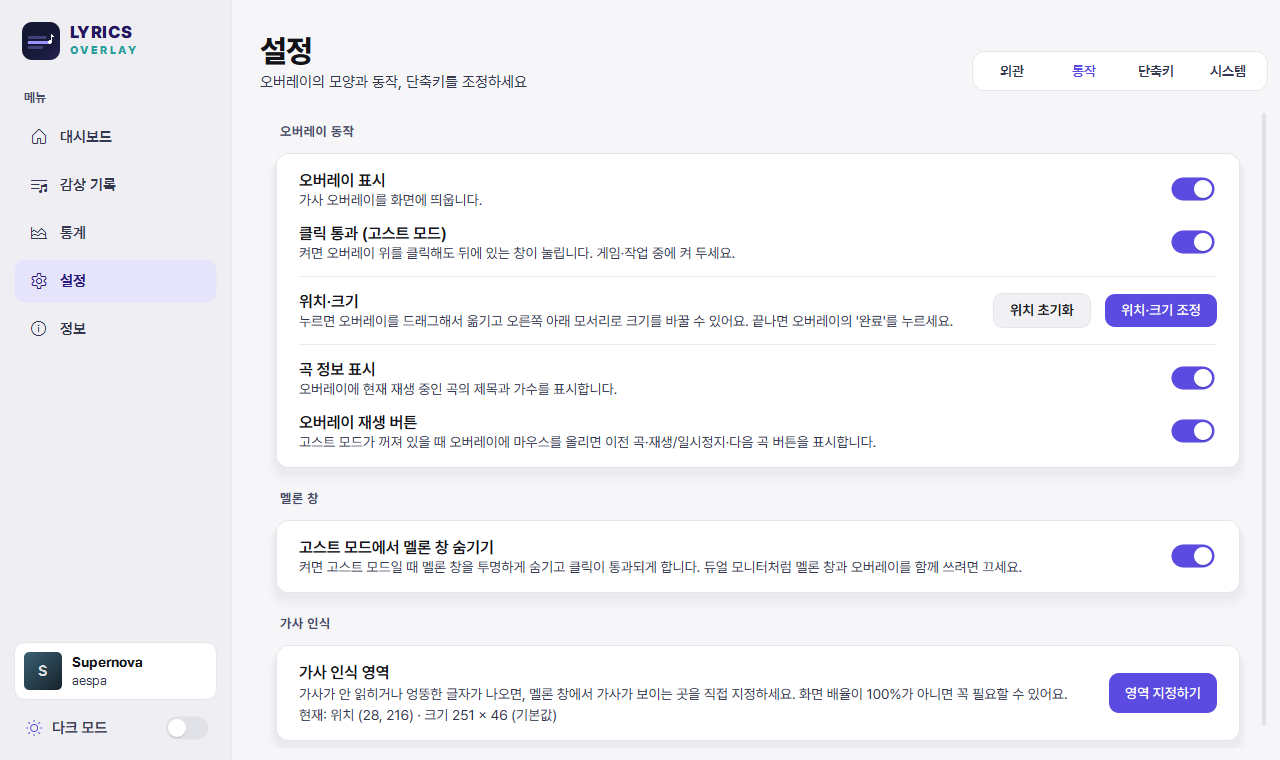 LYRICS
OVERLAY
메뉴
대시보드
감상 기록
통계
설정
정보
S
Supernova
aespa
다크 모드
설정
오버레이의 모양과 동작, 단축키를 조정하세요
외관
동작
단축키
시스템
오버레이 동작
오버레이 표시
가사 오버레이를 화면에 띄웁니다.
클릭 통과 (고스트 모드)
켜면 오버레이 위를 클릭해도 뒤에 있는 창이 눌립니다. 게임·작업 중에 켜 두세요.
위치·크기
누르면 오버레이를 드래그해서 옮기고 오른쪽 아래 모서리로 크기를 바꿀 수 있어요. 끝나면 오버레이의 '완료'를 누르세요.
위치 초기화
위치·크기 조정
곡 정보 표시
오버레이에 현재 재생 중인 곡의 제목과 가수를 표시합니다.
오버레이 재생 버튼
고스트 모드가 꺼져 있을 때 오버레이에 마우스를 올리면 이전 곡·재생/일시정지·다음 곡 버튼을 표시합니다.
멜론 창
고스트 모드에서 멜론 창 숨기기
켜면 고스트 모드일 때 멜론 창을 투명하게 숨기고 클릭이 통과되게 합니다. 듀얼 모니터처럼 멜론 창과 오버레이를 함께 쓰려면 끄세요.
가사 인식
가사 인식 영역
가사가 안 읽히거나 엉뚱한 글자가 나오면, 멜론 창에서 가사가 보이는 곳을 직접 지정하세요. 화면 배율이 100%가 아니면 꼭 필요할 수 있어요.
현재: 위치 (28, 216) · 크기 251 × 46 (기본값)
영역 지정하기